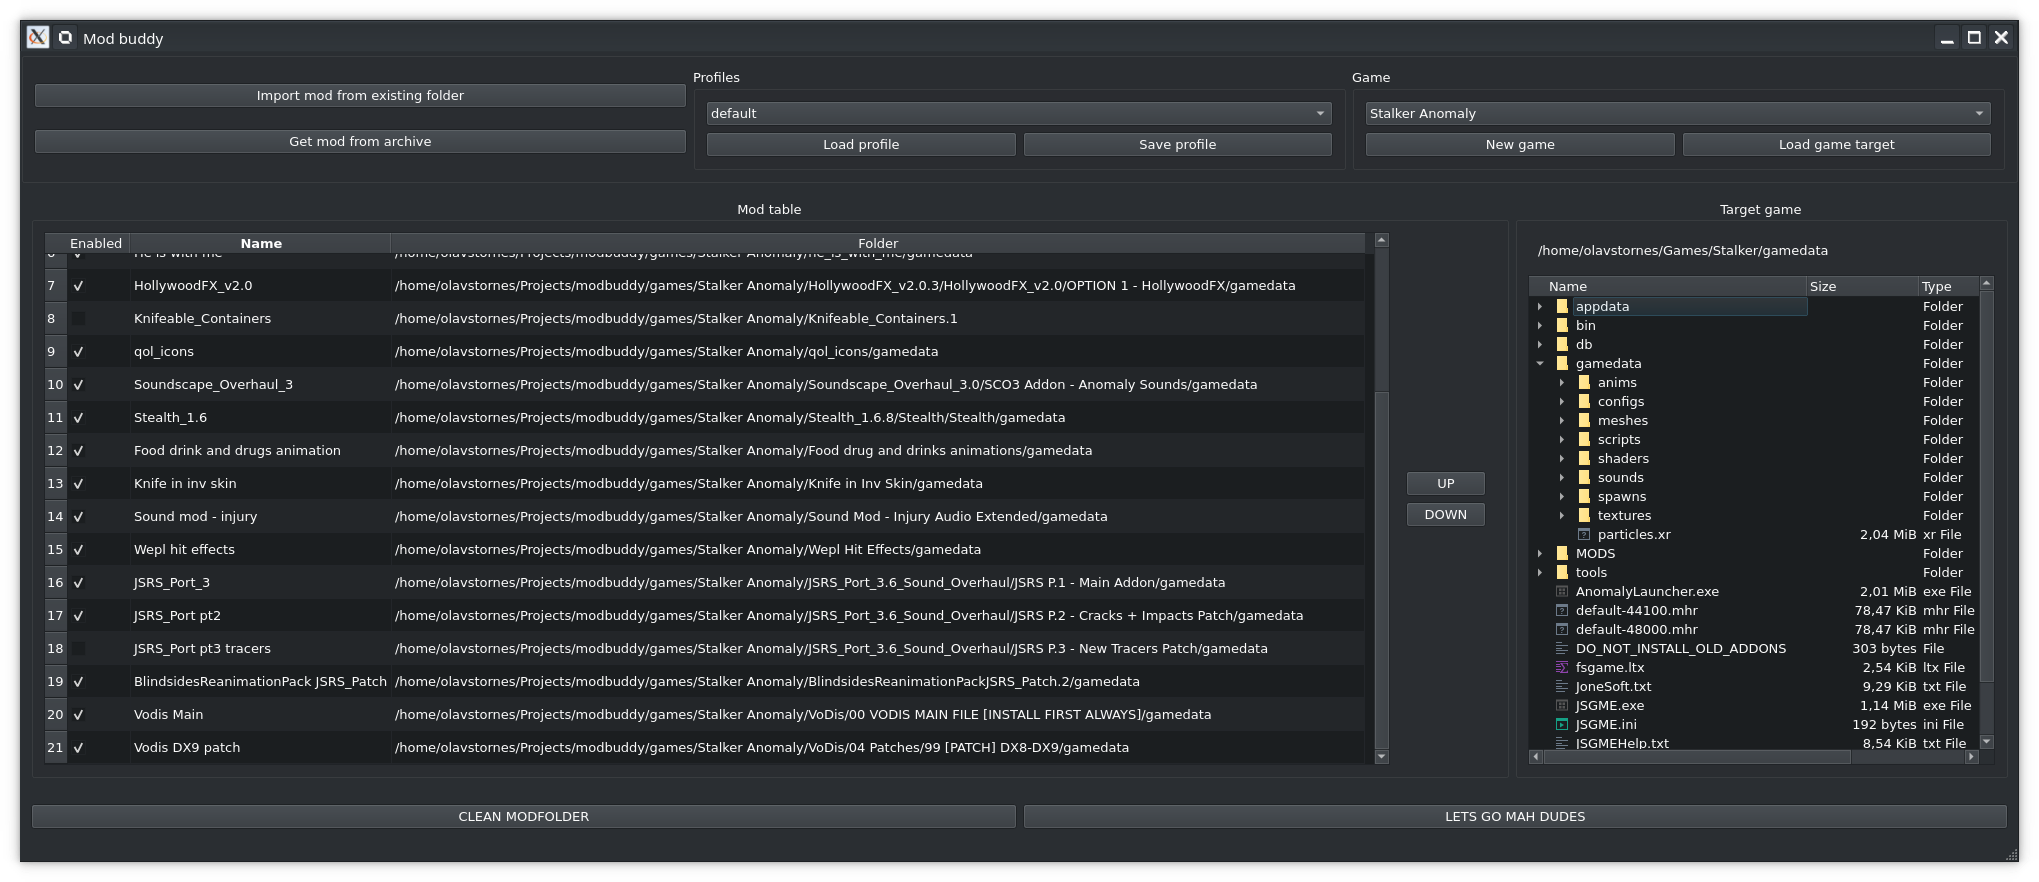 Mod buddy
Import mod from existing folder
Get mod from archive
Profiles
default
Load profile
Save profile
Game
Stalker Anomaly
New game
Load game target
Mod table
Enabled Name Folder
6 He is with me /home/olavstornes/Projects/modbuddy/games/Stalker Anomaly/he_is_with_me/gamedata
7 HollywoodFX_v2.0 /home/olavstornes/Projects/modbuddy/games/Stalker Anomaly/HollywoodFX_v2.0.3/HollywoodFX_v2.0/OPTION 1 - HollywoodFX/gamedata
8 Knifeable_Containers /home/olavstornes/Projects/modbuddy/games/Stalker Anomaly/Knifeable_Containers.1
9 qol_icons /home/olavstornes/Projects/modbuddy/games/Stalker Anomaly/qol_icons/gamedata
10 Soundscape_Overhaul_3 /home/olavstornes/Projects/modbuddy/games/Stalker Anomaly/Soundscape_Overhaul_3.0/SCO3 Addon - Anomaly Sounds/gamedata
11 Stealth_1.6 /home/olavstornes/Projects/modbuddy/games/Stalker Anomaly/Stealth_1.6.8/Stealth/Stealth/gamedata
12 Food drink and drugs animation /home/olavstornes/Projects/modbuddy/games/Stalker Anomaly/Food drug and drinks animations/gamedata
13 Knife in inv skin /home/olavstornes/Projects/modbuddy/games/Stalker Anomaly/Knife in Inv Skin/gamedata
14 Sound mod - injury /home/olavstornes/Projects/modbuddy/games/Stalker Anomaly/Sound Mod - Injury Audio Extended/gamedata
15 Wepl hit effects /home/olavstornes/Projects/modbuddy/games/Stalker Anomaly/Wepl Hit Effects/gamedata
16 JSRS_Port_3 /home/olavstornes/Projects/modbuddy/games/Stalker Anomaly/JSRS_Port_3.6_Sound_Overhaul/JSRS P.1 - Main Addon/gamedata
17 JSRS_Port pt2 /home/olavstornes/Projects/modbuddy/games/Stalker Anomaly/JSRS_Port_3.6_Sound_Overhaul/JSRS P.2 - Cracks + Impacts Patch/gamedata
18 JSRS_Port pt3 tracers /home/olavstornes/Projects/modbuddy/games/Stalker Anomaly/JSRS_Port_3.6_Sound_Overhaul/JSRS P.3 - New Tracers Patch/gamedata
19 BlindsidesReanimationPack JSRS_Patch /home/olavstornes/Projects/modbuddy/games/Stalker Anomaly/BlindsidesReanimationPackJSRS_Patch.2/gamedata
20 Vodis Main /home/olavstornes/Projects/modbuddy/games/Stalker Anomaly/VoDis/00 VODIS MAIN FILE [INSTALL FIRST ALWAYS]/gamedata
21 Vodis DX9 patch /home/olavstornes/Projects/modbuddy/games/Stalker Anomaly/VoDis/04 Patches/99 [PATCH] DX8-DX9/gamedata
UP
DOWN
Target game
/home/olavstornes/Games/Stalker/gamedata
Name Size Type
appdata Folder
bin Folder
db Folder
gamedata Folder
anims Folder
configs Folder
meshes Folder
scripts Folder
shaders Folder
sounds Folder
spawns Folder
textures Folder
particles.xr 2,04 MiB xr File
MODS Folder
tools Folder
AnomalyLauncher.exe 2,01 MiB exe File
default-44100.mhr 78,47 KiB mhr File
default-48000.mhr 78,47 KiB mhr File
DO_NOT_INSTALL_OLD_ADDONS 303 bytes File
fsgame.ltx 2,54 KiB ltx File
JoneSoft.txt 9,29 KiB txt File
JSGME.exe 1,14 MiB exe File
JSGME.ini 192 bytes ini File
JSGMEHelp.txt 8,54 KiB txt File
CLEAN MODFOLDER
LETS GO MAH DUDES